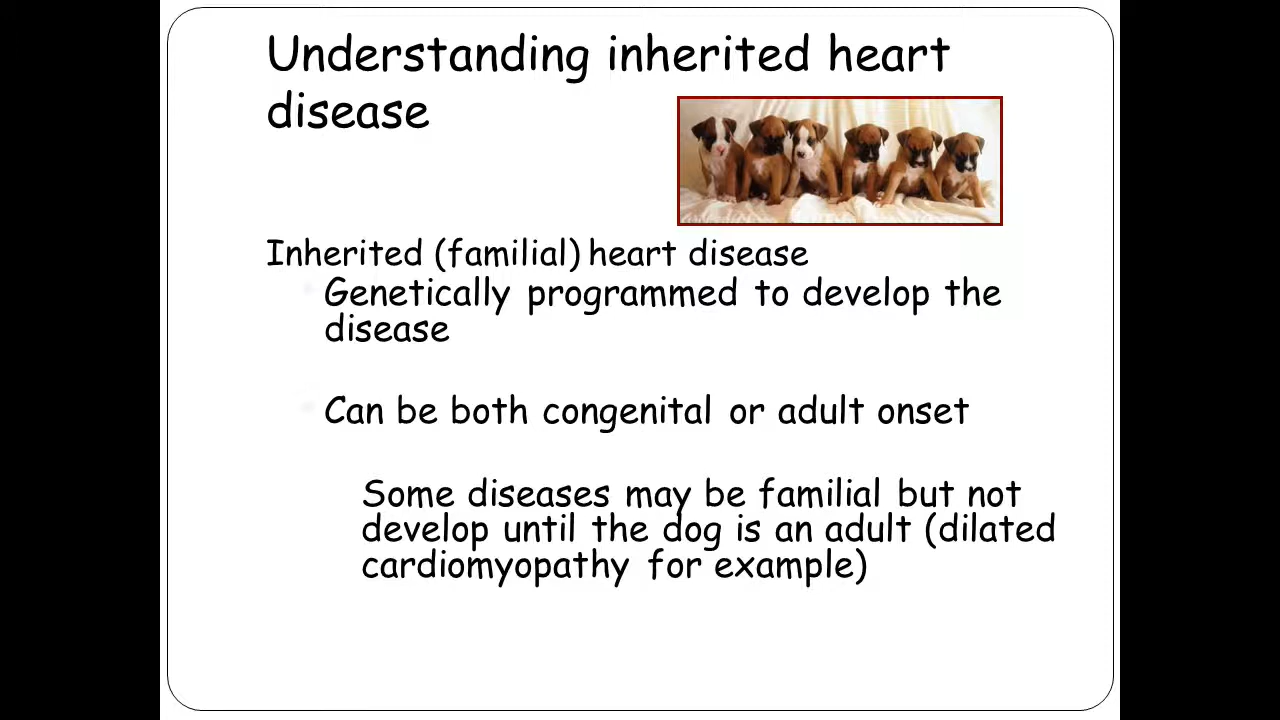 Understanding inherited heart
disease
Inherited (familial) heart disease
Genetically programmed to develop the
disease
Can be both congenital or adult onset
Some diseases may be familial but not
develop until the dog is an adult (dilated
cardiomyopathy for example)